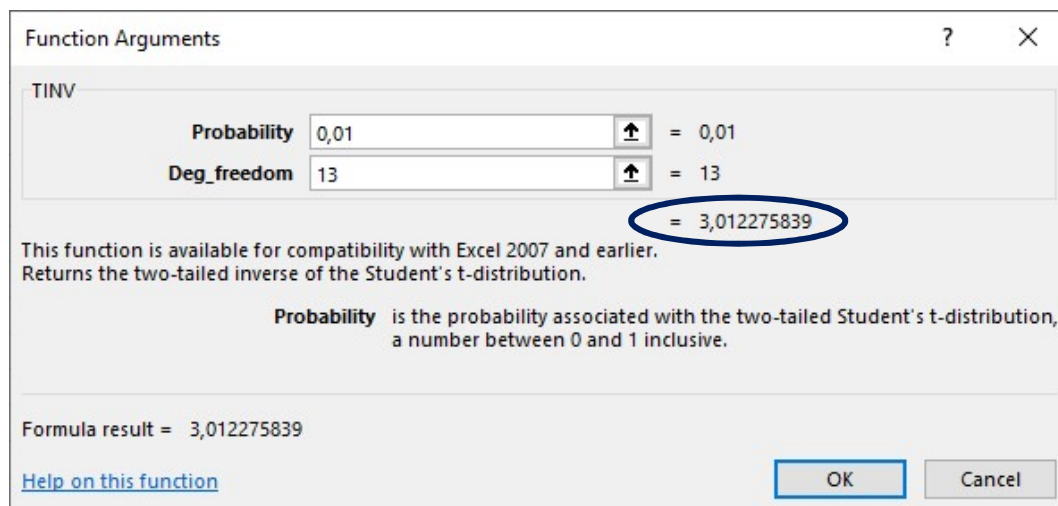 Function Arguments ? ×
TINV
Probability 0,01 = 0,01
Deg_freedom 13 = 13
= 3,012275839
This function is available for compatibility with Excel 2007 and earlier.
Returns the two-tailed inverse of the Student's t-distribution.
Probability is the probability associated with the two-tailed Student's t-distribution,
a number between 0 and 1 inclusive.
Formula result = 3,012275839
Help on this function OK Cancel